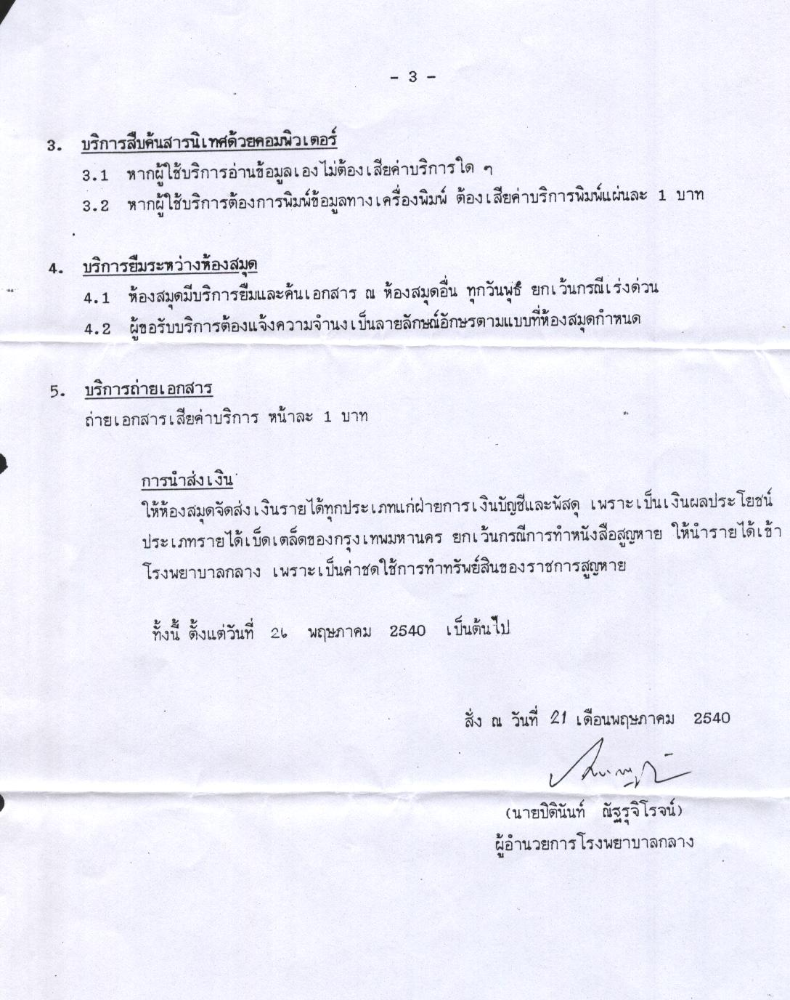 - 3 -
3. บริการสืบค้นสารนิเทศด้วยคอมพิวเตอร์
3.1 หากผู้ใช้บริการอ่านข้อมูลเองไม่ต้องเสียค่าบริการใด ๆ
3.2 หากผู้ใช้บริการต้องการพิมพ์ข้อมูลทางเครื่องพิมพ์ ต้องเสียค่าบริการพิมพ์แผ่นละ 1 บาท
4. บริการยืมระหว่างห้องสมุด
4.1 ห้องสมุดมีบริการยืมและค้นเอกสาร ณ ห้องสมุดอื่น ทุกวันพุธ ยกเว้นกรณีเร่งด่วน
4.2 ผู้ขอรับบริการต้องแจ้งความจำนงเป็นลายลักษณ์อักษรตามแบบที่ห้องสมุดกำหนด
5. บริการถ่ายเอกสาร
ถ่ายเอกสารเสียค่าบริการ หน้าละ 1 บาท
การนำส่งเงิน
ให้ห้องสมุดจัดส่งเงินรายได้ทุกประเภทแก่ฝ่ายการเงินบัญชีและพัสดุ เพราะเป็นเงินผลประโยชน์
ประเภทรายได้เบ็ดเตล็ดของกรุงเทพมหานคร ยกเว้นกรณีการทำหนังสือสูญหาย ให้นำรายได้เข้า
โรงพยาบาลกลาง เพราะเป็นค่าชดใช้การทำทรัพย์สินของราชการสูญหาย
ทั้งนี้ ตั้งแต่วันที่ 26 พฤษภาคม 2540 เป็นต้นไป
สั่ง ณ วันที่ 21 เดือนพฤษภาคม 2540
(นายปิตินันท์ ณัฐรุจิโรจน์)
ผู้อำนวยการโรงพยาบาลกลาง